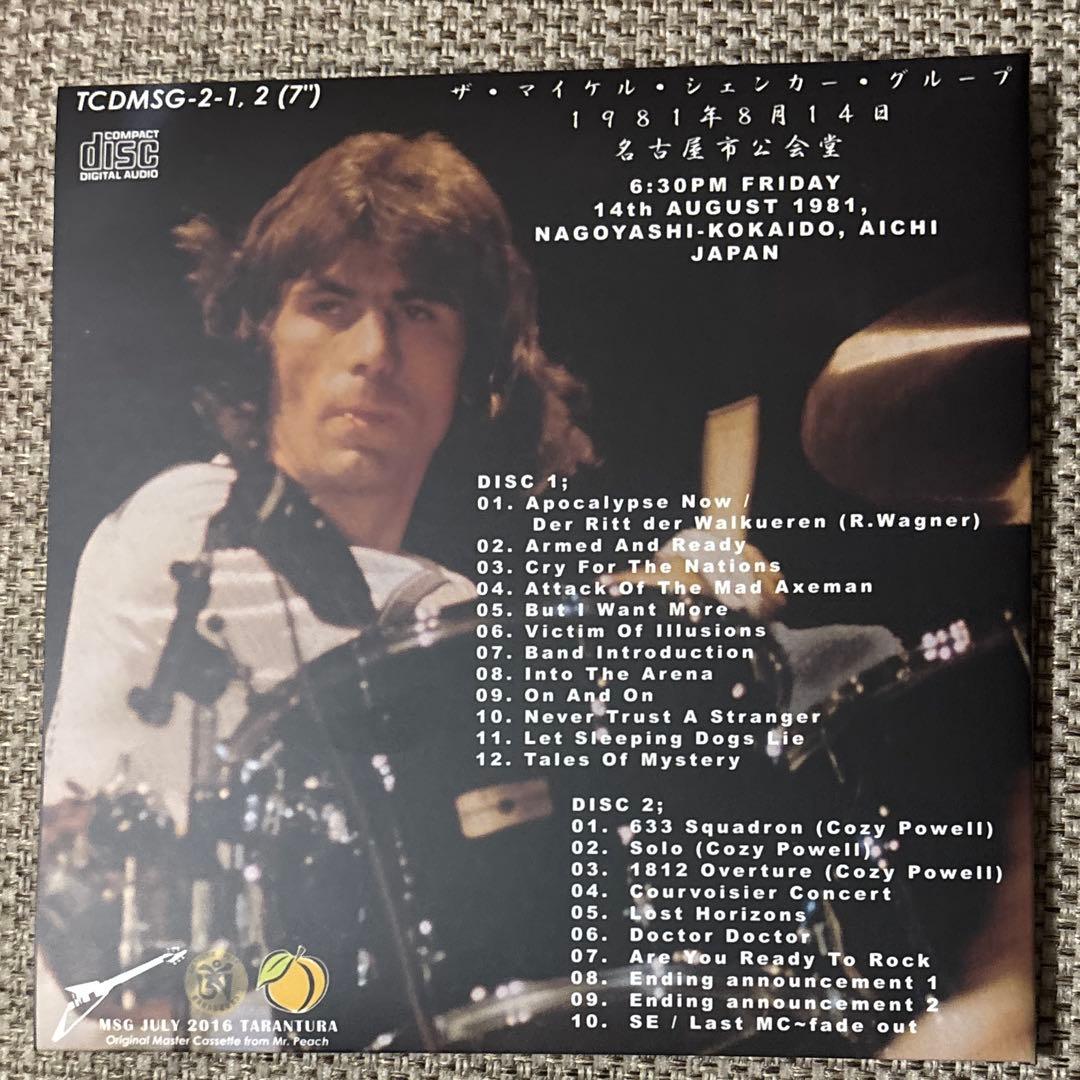 TCDMSG-2-1, 2 (7")
COMPACT
disc
DIGITAL AUDIO
ザ・マイケル・シェンカー・グループ
1981年8月14日
名古屋市公会堂
6:30PM FRIDAY
14th AUGUST 1981,
NAGOYASHI-KOKAIDO, AICHI
JAPAN
DISC 1;
01. Apocalypse Now /
Der Ritt der Walkueren (R.Wagner)
02. Armed And Ready
03. Cry For The Nations
04. Attack Of The Mad Axeman
05. But I Want More
06. Victim Of Illusions
07. Band Introduction
08. Into The Arena
09. On And On
10. Never Trust A Stranger
11. Let Sleeping Dogs Lie
12. Tales Of Mystery
DISC 2;
01. 633 Squadron (Cozy Powell)
02. Solo (Cozy Powell)
03. 1812 Overture (Cozy Powell)
04. Courvoisier Concert
05. Lost Horizons
06. Doctor Doctor
07. Are You Ready To Rock
08. Ending announcement 1
09. Ending announcement 2
10. SE / Last MC~fade out
MSG JULY 2016 TARANTURA
Original Master Cassette from Mr. Peach